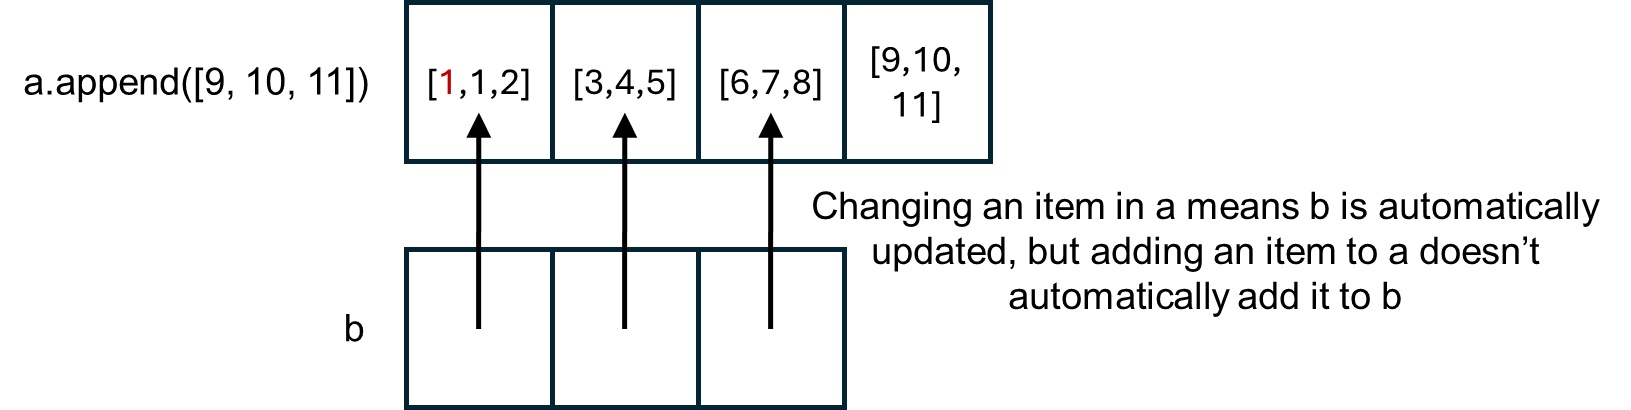 a.append([9, 10, 11])
[1,1,2]
[3,4,5]
[6,7,8]
[9,10,
11]
Changing an item in a means b is automatically
updated, but adding an item to a doesn’t
automatically add it to b
b